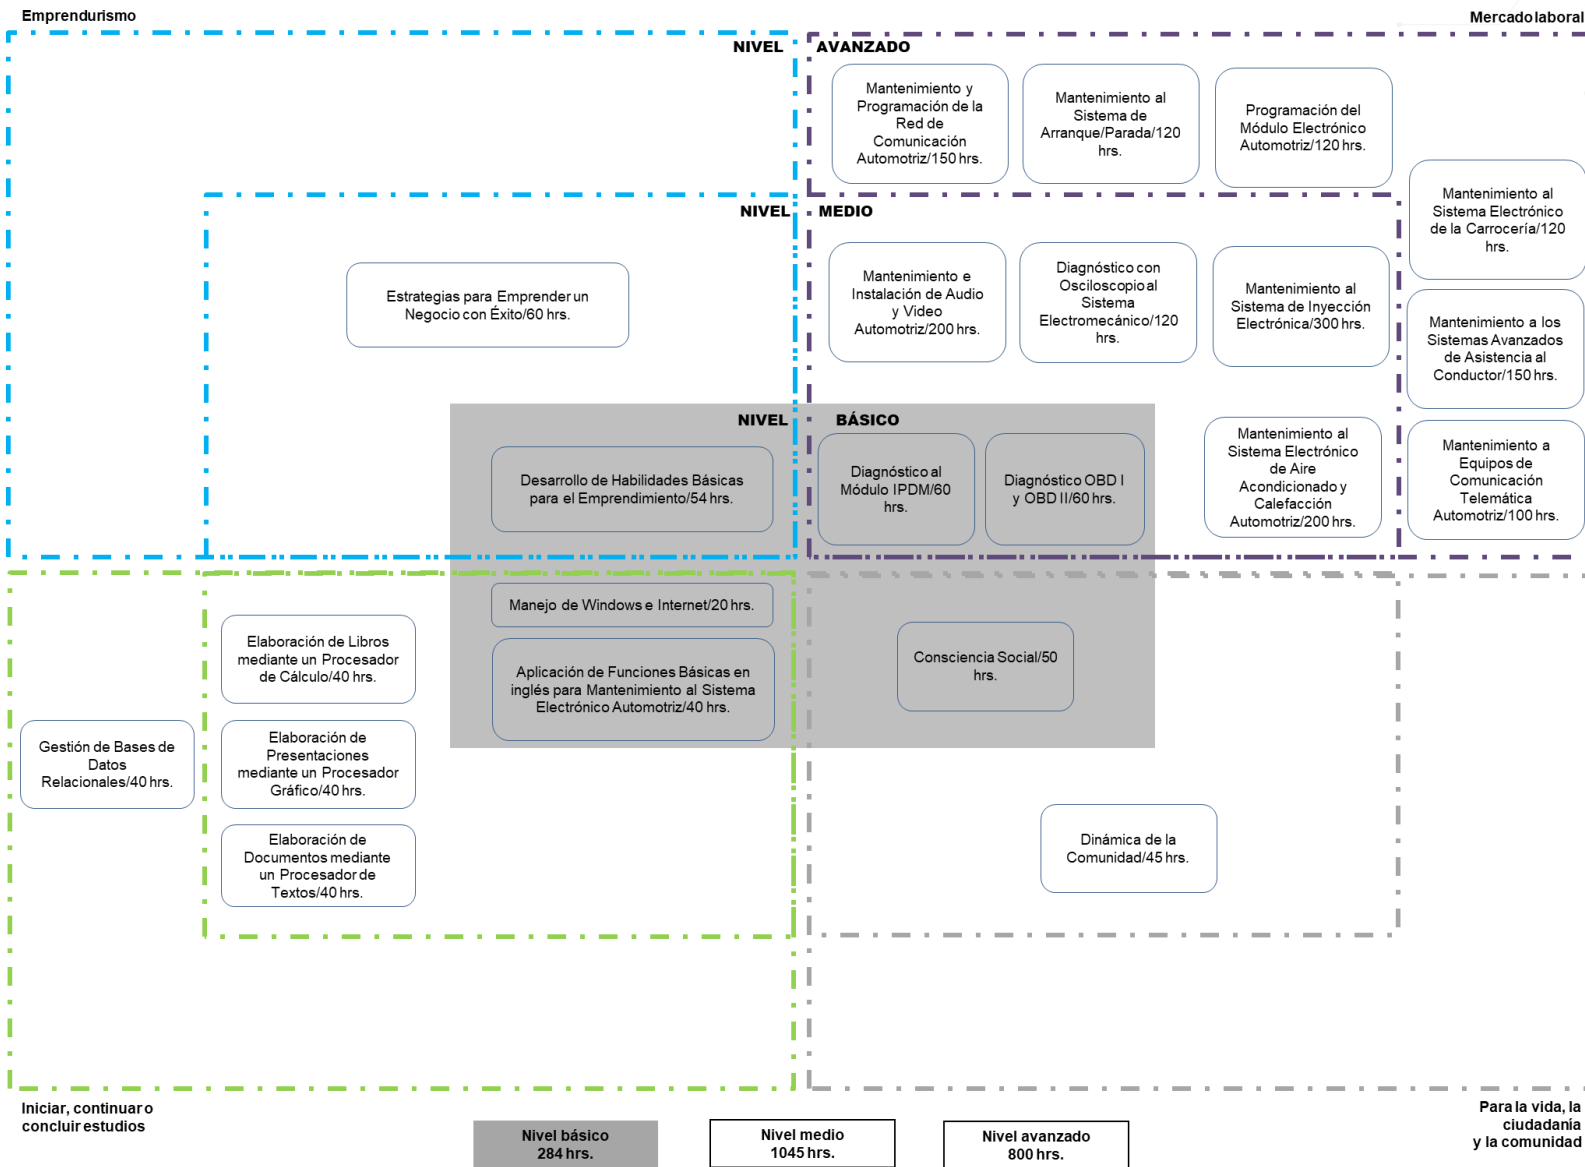 Emprendurismo
Mercado laboral
NIVEL
AVANZADO
Mantenimiento y
Programación de la
Red de
Comunicación
Automotriz/150 hrs.
Mantenimiento al
Sistema de
Arranque/Parada/120
hrs.
Programación del
Módulo Electrónico
Automotriz/120 hrs.
Mantenimiento al
Sistema Electrónico
de la Carrocería/120
hrs.
NIVEL
MEDIO
Estrategias para Emprender un
Negocio con Éxito/60 hrs.
Mantenimiento e
Instalación de Audio
y Video
Automotriz/200 hrs.
Diagnóstico con
Osciloscopio al
Sistema
Electromecánico/120
hrs.
Mantenimiento al
Sistema de Inyección
Electrónica/300 hrs.
Mantenimiento a los
Sistemas Avanzados
de Asistencia al
Conductor/150 hrs.
NIVEL
BÁSICO
Desarrollo de Habilidades Básicas
para el Emprendimiento/54 hrs.
Diagnóstico al
Módulo IPDM/60
hrs.
Diagnóstico OBD I
y OBD II/60 hrs.
Mantenimiento al
Sistema Electrónico
de Aire
Acondicionado y
Calefacción
Automotriz/200 hrs.
Mantenimiento a
Equipos de
Comunicación
Telemática
Automotriz/100 hrs.
Manejo de Windows e Internet/20 hrs.
Elaboración de Libros
mediante un Procesador
de Cálculo/40 hrs.
Aplicación de Funciones Básicas en
inglés para Mantenimiento al Sistema
Electrónico Automotriz/40 hrs.
Consciencia Social/50
hrs.
Gestión de Bases de
Datos
Relacionales/40 hrs.
Elaboración de
Presentaciones
mediante un Procesador
Gráfico/40 hrs.
Elaboración de
Documentos mediante
un Procesador de
Textos/40 hrs.
Dinámica de la
Comunidad/45 hrs.
Iniciar, continuar o
concluir estudios
Nivel básico
284 hrs.
Nivel medio
1045 hrs.
Nivel avanzado
800 hrs.
Para la vida, la
ciudadanía
y la comunidad